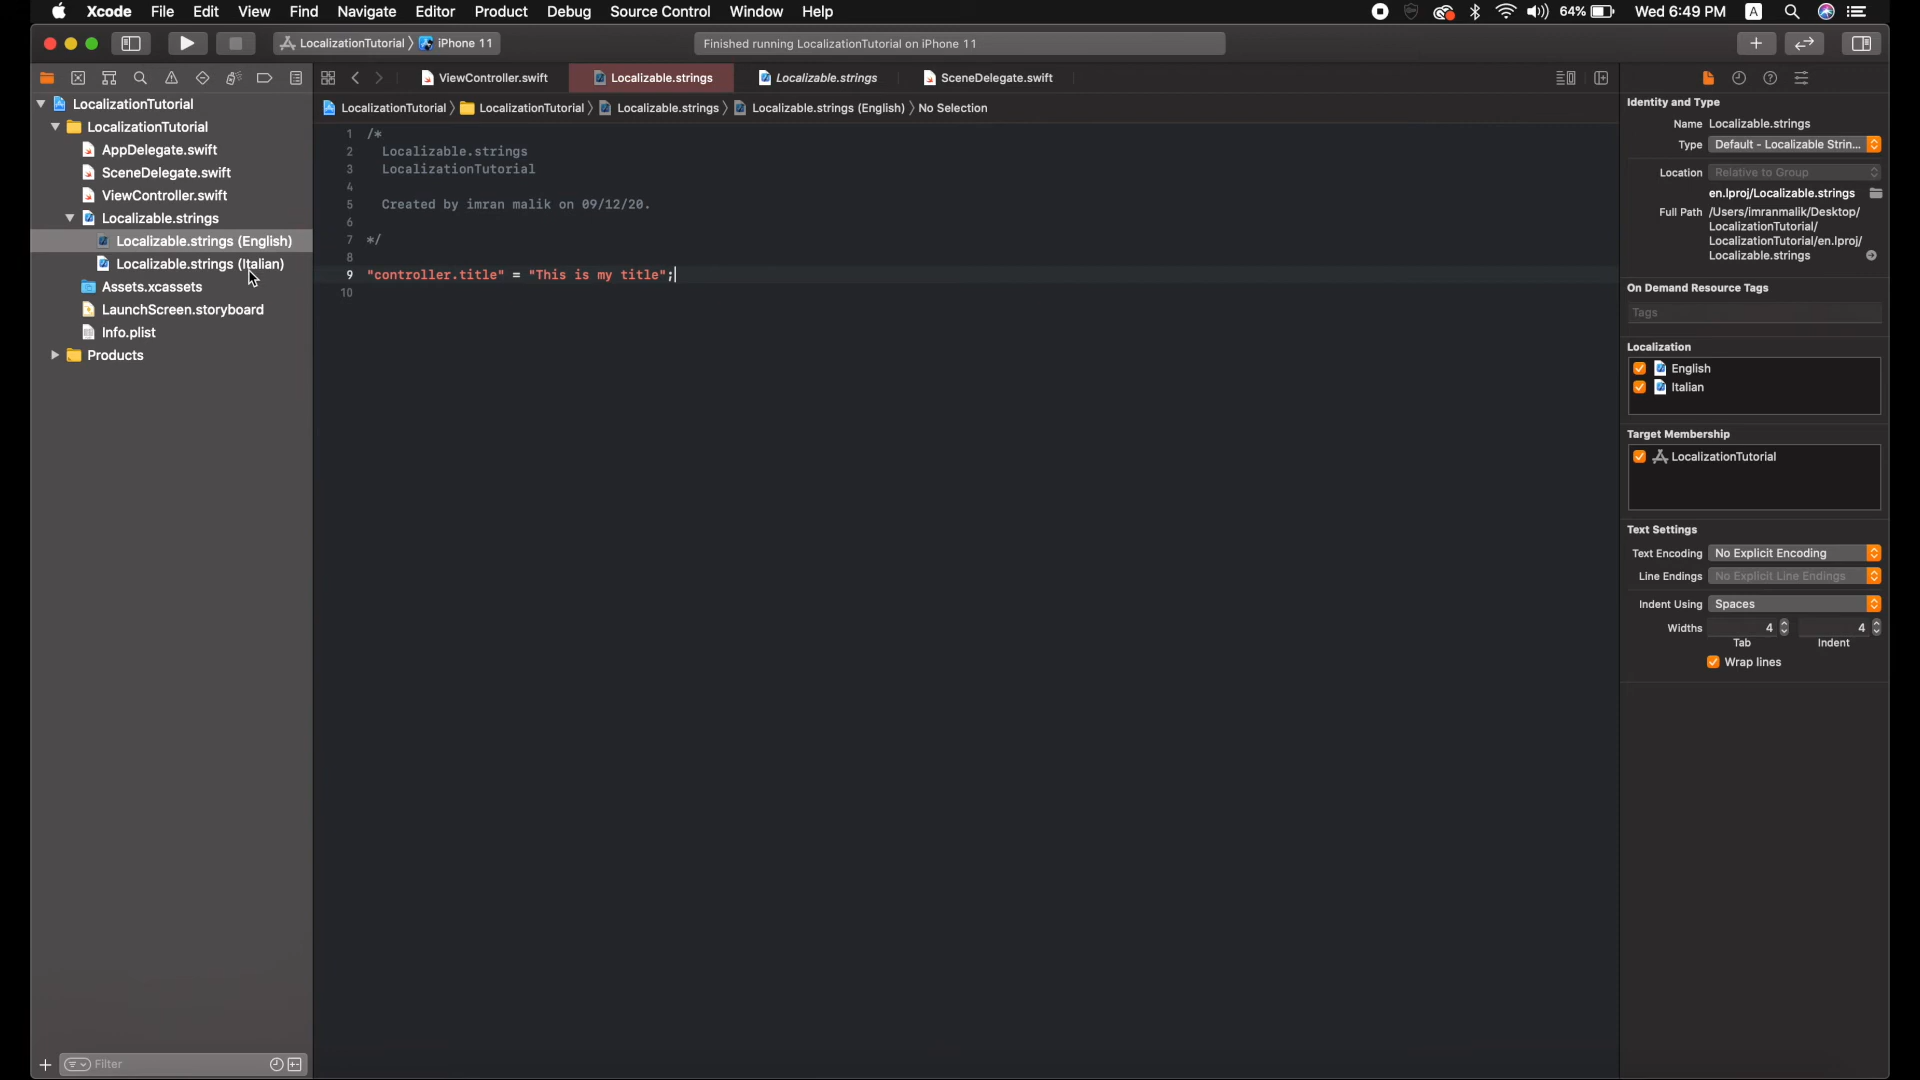 Xcode File Edit View Find Navigate Editor Product Debug Source Control Window Help 64% Wed 6:49 PM A
LocalizationTutorial iPhone 11 Finished running LocalizationTutorial on iPhone 11
ViewController.swift Localizable.strings Localizable.strings SceneDelegate.swift
LocalizationTutorial LocalizationTutorial Localizable.strings Localizable.strings (English) No Selection
LocalizationTutorial
LocalizationTutorial
AppDelegate.swift
SceneDelegate.swift
ViewController.swift
Localizable.strings
Localizable.strings (English)
Localizable.strings (Italian)
Assets.xcassets
LaunchScreen.storyboard
Info.plist
Products
Filter
1 /*
2 Localizable.strings
3 LocalizationTutorial
4
5 Created by imran malik on 09/12/20.
6
7 */
8
9 "controller.title" = "This is my title";
10
Identity and Type
Name Localizable.strings
Type Default - Localizable Strin...
Location Relative to Group
en.lproj/Localizable.strings
Full Path /Users/imranmalik/Desktop/
LocalizationTutorial/
LocalizationTutorial/en.lproj/
Localizable.strings
On Demand Resource Tags
Tags
Localization
English
Italian
Target Membership
LocalizationTutorial
Text Settings
Text Encoding No Explicit Encoding
Line Endings No Explicit Line Endings
Indent Using Spaces
Widths 4 4
Tab Indent
Wrap lines